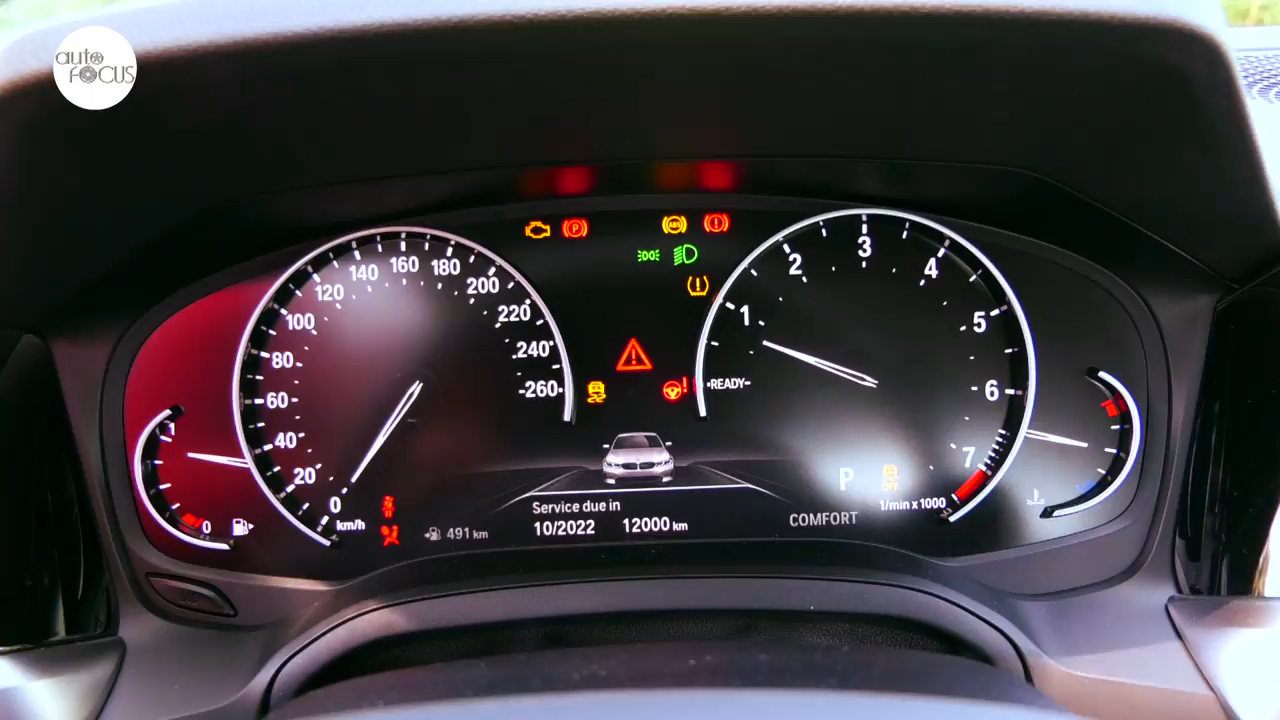 auto
FOCUS
P
ABS
20
40
60
80
100
120
140
160
180
200
220
240
260
0
km/h
1
0
READY
1
2
3
4
5
6
7
1/min x 1000
P
OFF
Service due in
10/2022 12000 km
491 km
COMFORT